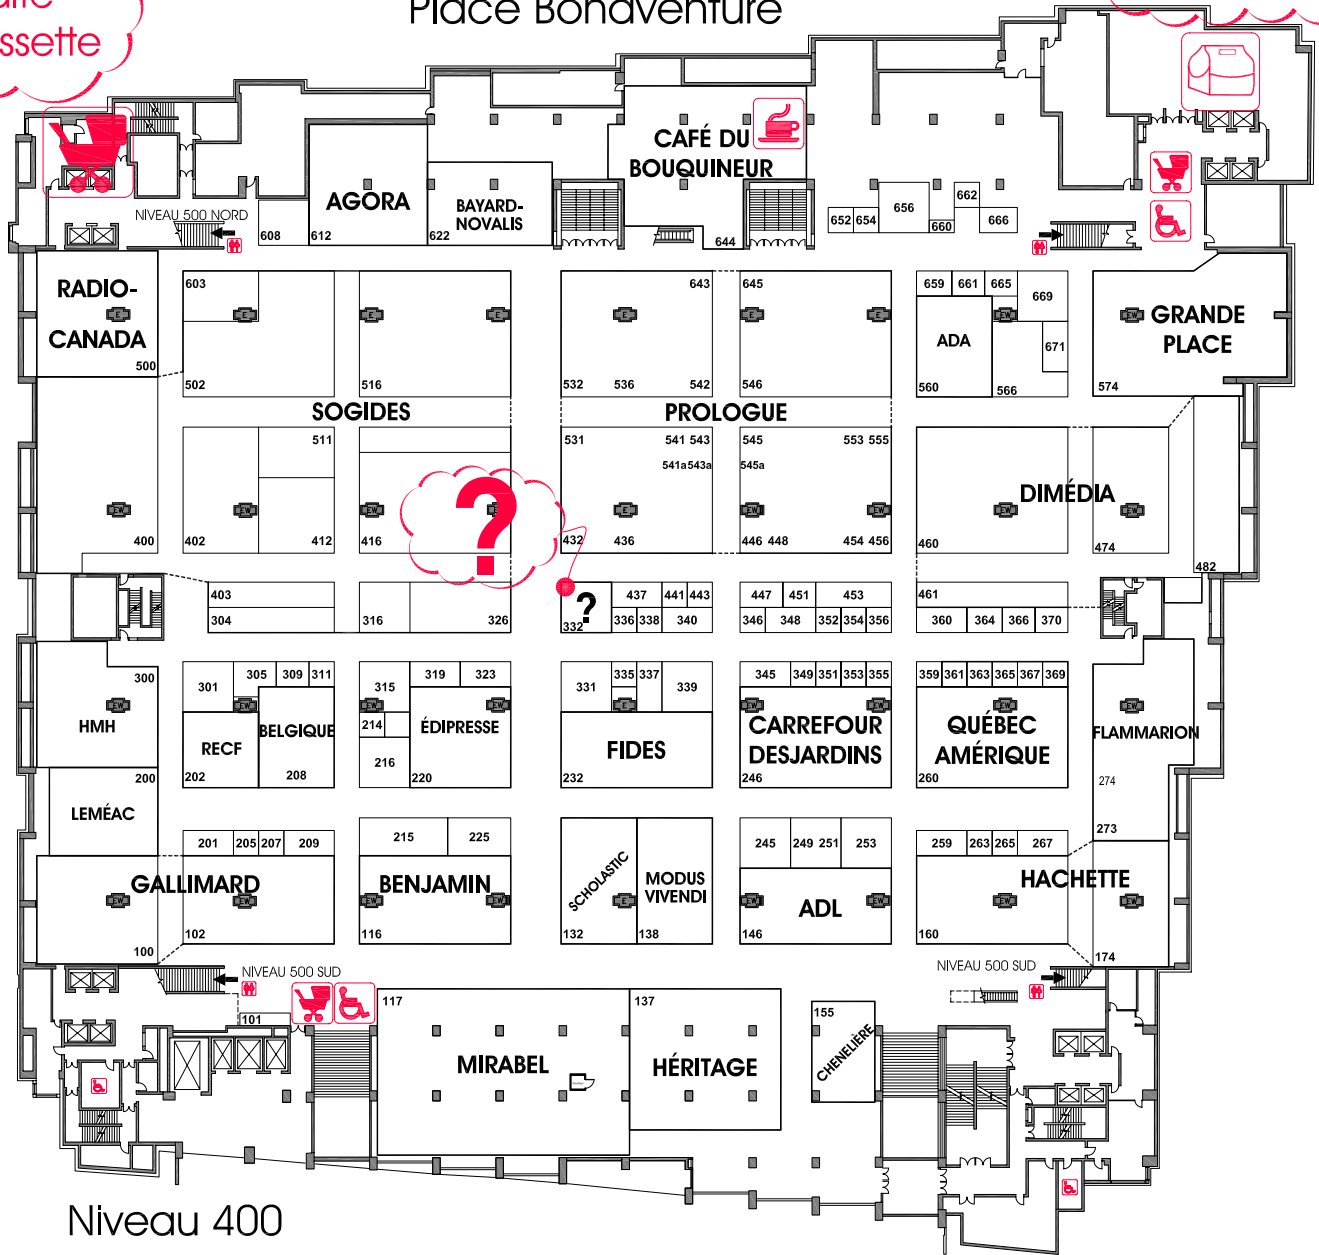 ssette
Place Bonaventure
CAFÉ DU
BOUQUINEUR
644
AGORA
612
BAYARD-
NOVALIS
622
NIVEAU 500 NORD
608
652 654
656
660
662
666
RADIO-
CANADA
500
603
502
516
643
532 536 542
645
546
659 661 665
669
671
ADA
560
566
GRANDE
PLACE
574
SOGIDES
PROLOGUE
511
531 541 543
541a 543a
545 553 555
545a
DIMÉDIA
?
400
402
412
416
432
436
446 448 454 456
460
474
482
403
304
316
326
?
332
437 441 443
336 338 340
447 451 453
346 348 352 354 356
461
360 364 366 370
300
HMH
200
301
305 309 311
RECF
202
BELGIQUE
208
315
319 323
214
216
ÉDIPRESSE
220
331
335 337
339
FIDES
232
345 349 351 353 355
CARREFOUR
DESJARDINS
246
359 361 363 365 367 369
QUÉBEC
AMÉRIQUE
260
FLAMMARION
274
273
LEMÉAC
201 205 207 209
GALLIMARD
100
102
215 225
BENJAMIN
116
SCHOLASTIC
132
MODUS
VIVENDI
138
245 249 251 253
ADL
146
259 263 265 267
HACHETTE
160
174
NIVEAU 500 SUD
NIVEAU 500 SUD
101
117
MIRABEL
137
HÉRITAGE
155
CHENELIÈRE
E
EW
Niveau 400